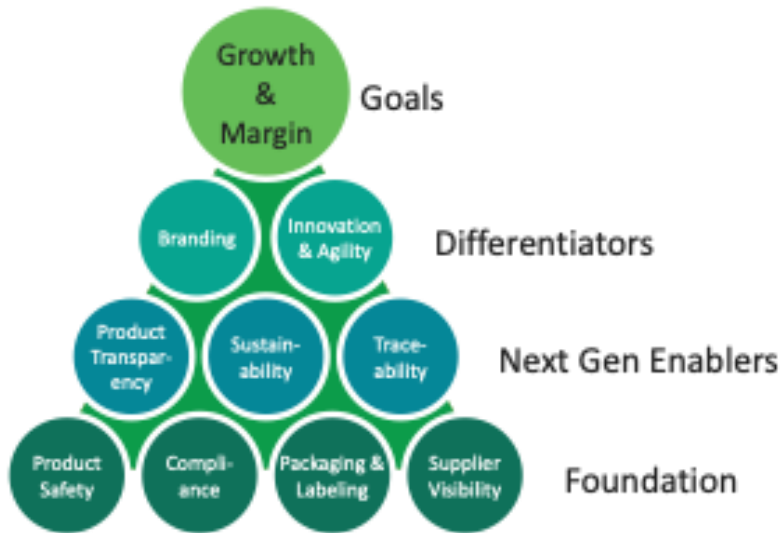 Growth
&
Margin
Goals
Branding
Innovation
& Agility
Differentiators
Product
Transpar-
ency
Sustain-
ability
Trace-
ability
Next Gen Enablers
Product
Safety
Compli-
ance
Packaging &
Labeling
Supplier
Visibility
Foundation